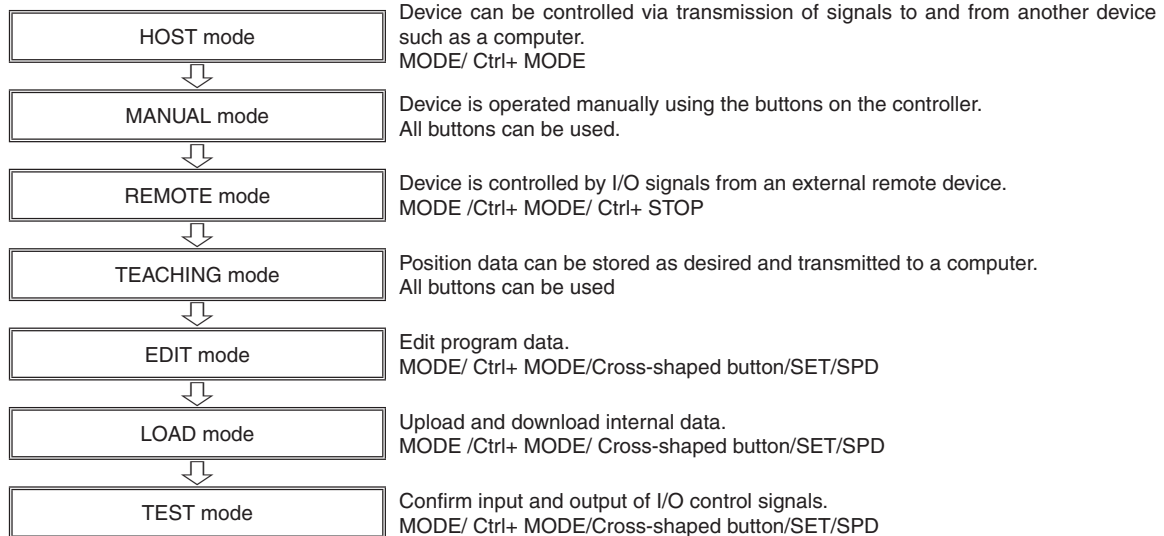 HOST mode
Device can be controlled via transmission of signals to and from another device
such as a computer.
MODE/ Ctrl+ MODE
MANUAL mode
Device is operated manually using the buttons on the controller.
All buttons can be used.
REMOTE mode
Device is controlled by I/O signals from an external remote device.
MODE /Ctrl+ MODE/ Ctrl+ STOP
TEACHING mode
Position data can be stored as desired and transmitted to a computer.
All buttons can be used
EDIT mode
Edit program data.
MODE/ Ctrl+ MODE/Cross-shaped button/SET/SPD
LOAD mode
Upload and download internal data.
MODE /Ctrl+ MODE/ Cross-shaped button/SET/SPD
TEST mode
Confirm input and output of I/O control signals.
MODE/ Ctrl+ MODE/Cross-shaped button/SET/SPD